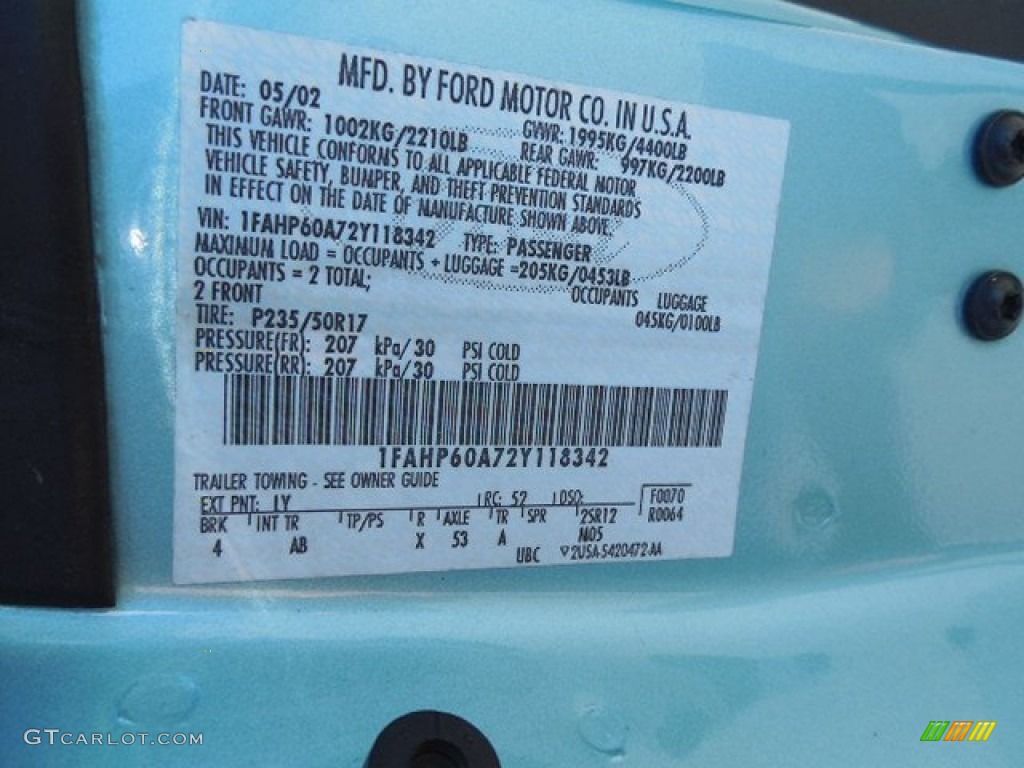 MFD. BY FORD MOTOR CO. IN U.S.A.
DATE: 05/02 GVWR: 1995KG/4400LB
FRONT GAWR: 1002KG/2210LB REAR GAWR: 997KG/2200LB
THIS VEHICLE CONFORMS TO ALL APPLICABLE FEDERAL MOTOR
VEHICLE SAFETY, BUMPER, AND THEFT PREVENTION STANDARDS
IN EFFECT ON THE DATE OF MANUFACTURE SHOWN ABOVE.
VIN: 1FAHP60A72Y118342 TYPE: PASSENGER
MAXIMUM LOAD = OCCUPANTS + LUGGAGE =205KG/0453LB
OCCUPANTS = 2 TOTAL; OCCUPANTS LUGGAGE
2 FRONT 045KG/0100LB
TIRE: P235/50R17
PRESSURE(FR): 207 kPa/30 PSI COLD
PRESSURE(RR): 207 kPa/30 PSI COLD
1FAHP60A72Y118342
TRAILER TOWING - SEE OWNER GUIDE
EXT PNT: LY RC: 52 DSO: F0070
BRK INT TR TP/PS R AXLE TR SPR 2SR12 R0064
4 AB X 53 A M05
UBC 2U5A-5420472-AA
GTCARLOT.COM